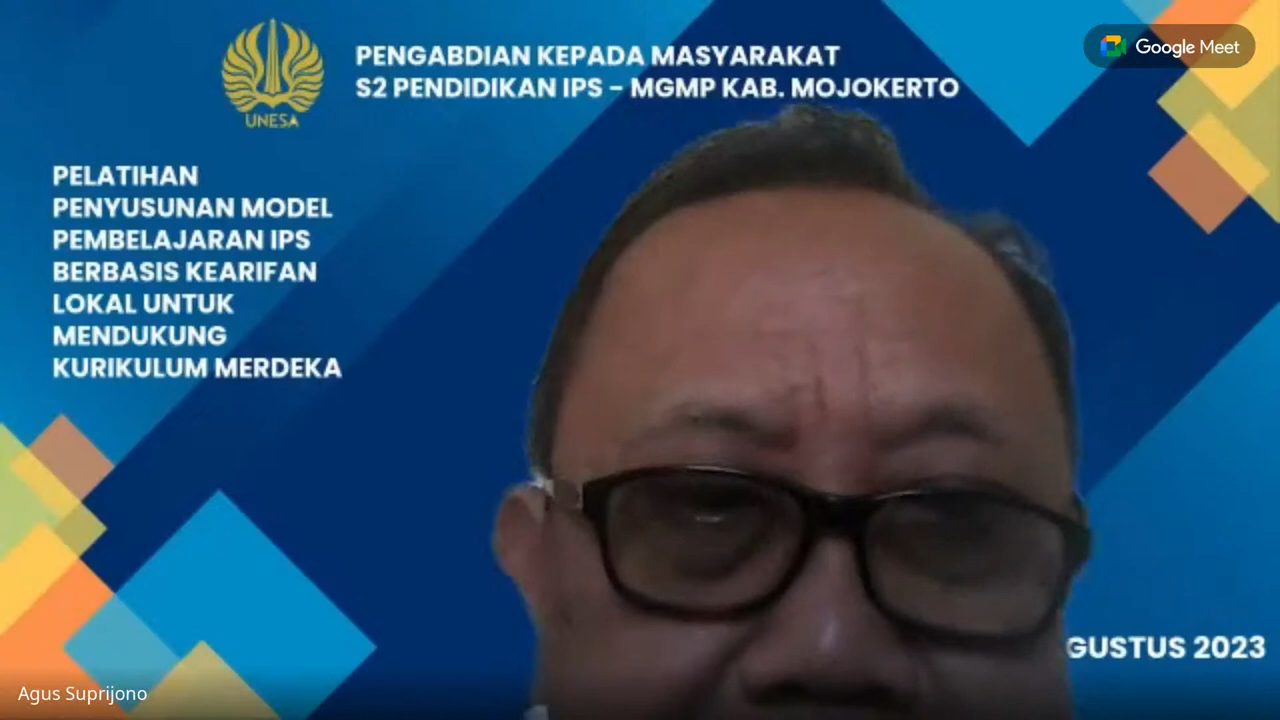 PENGABDIAN KEPADA MASYARAKAT
S2 PENDIDIKAN IPS – MGMP KAB. MOJOKERTO
UNESA
Google Meet
PELATIHAN
PENYUSUNAN MODEL
PEMBELAJARAN IPS
BERBASIS KEARIFAN
LOKAL UNTUK
MENDUKUNG
KURIKULUM MERDEKA
GUSTUS 2023
Agus Suprijono